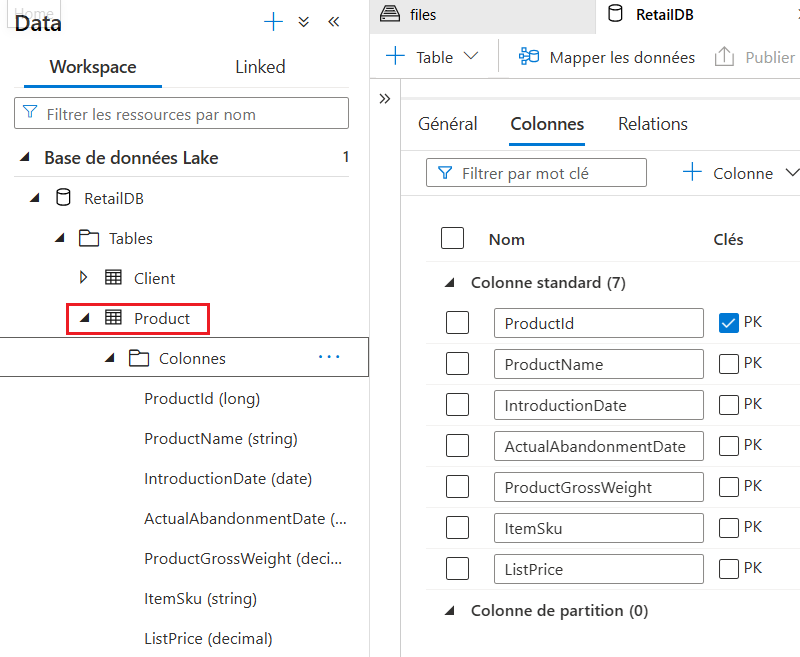 Home
Data
Workspace
Linked
Filtrer les ressources par nom
Base de données Lake
1
RetailDB
Tables
Client
Product
Colonnes
ProductId (long)
ProductName (string)
IntroductionDate (date)
ActualAbandonmentDate (...
ProductGrossWeight (deci...
ItemSku (string)
ListPrice (decimal)
files
RetailDB
Table
Mapper les données
Publier
Général
Colonnes
Relations
Filtrer par mot clé
Colonne
Nom
Clés
Colonne standard (7)
ProductId PK
ProductName PK
IntroductionDate PK
ActualAbandonmentDate PK
ProductGrossWeight PK
ItemSku PK
ListPrice PK
Colonne de partition (0)